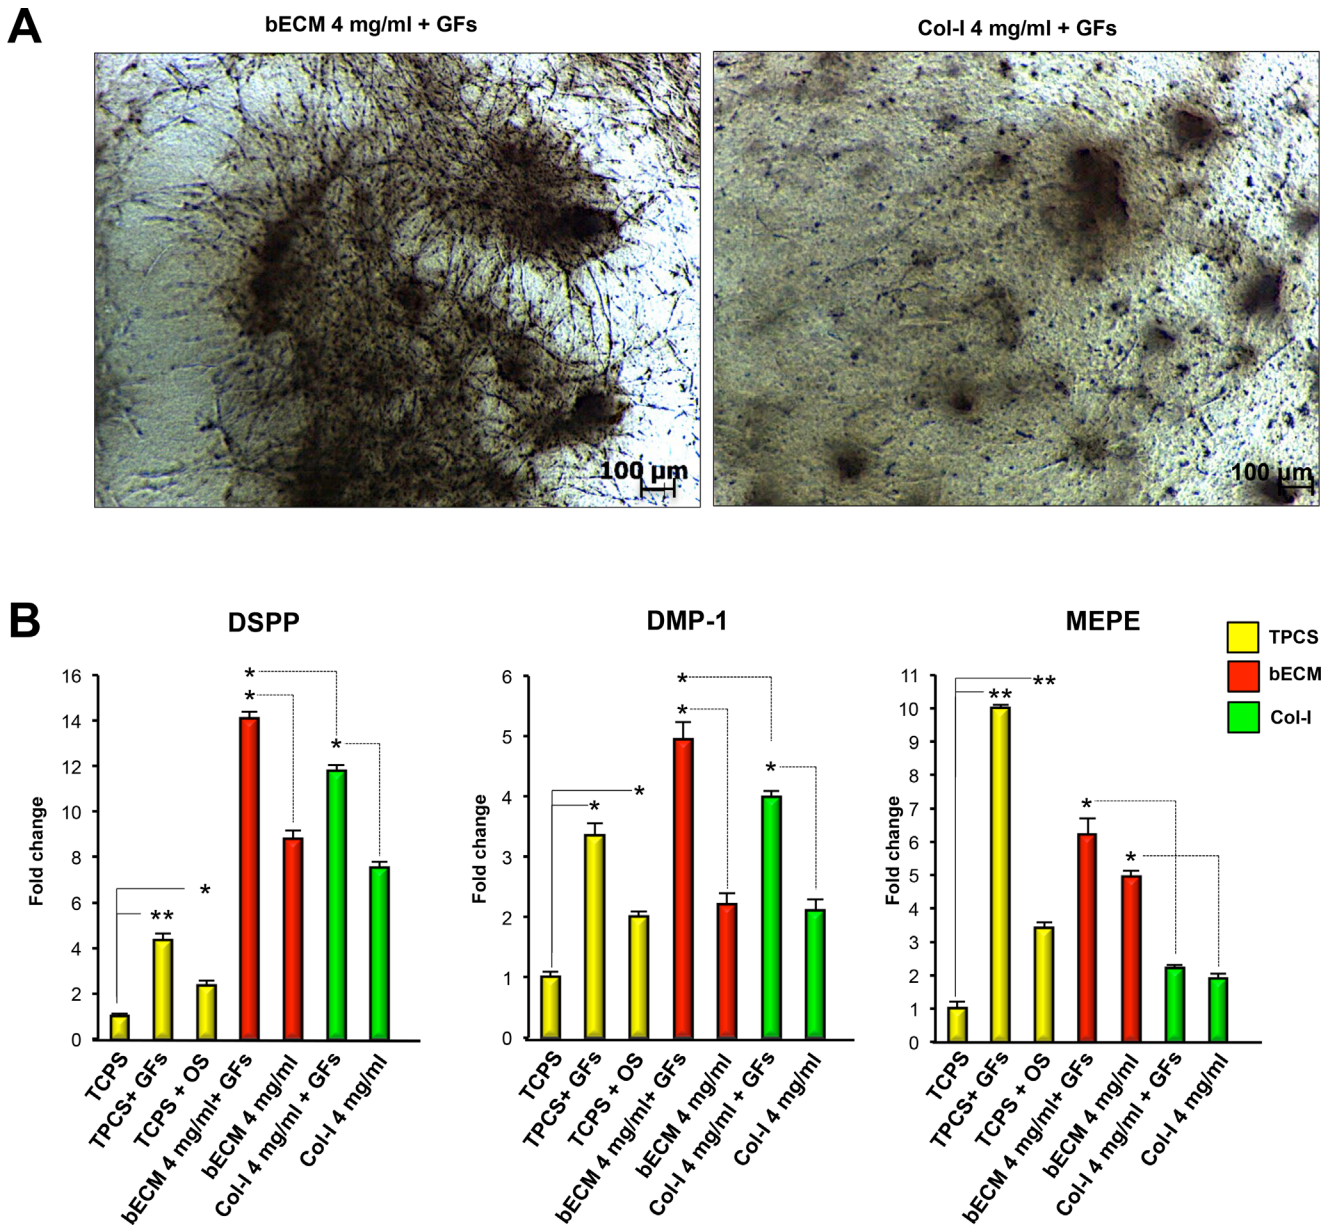 A
bECM 4 mg/ml + GFs
Col-I 4 mg/ml + GFs
100 µm
100 µm
B
DSPP
DMP-1
MEPE
TPCS
bECM
Col-I
Fold change
16
14
12
10
8
6
4
2
0
*
**
*
*
*
*
TCPS
TPCS+ GFs
TCPS + OS
bECM 4 mg/ml+ GFs
bECM 4 mg/ml
Col-I 4 mg/ml + GFs
Col-I 4 mg/ml
Fold change
6
5
4
3
2
1
0
*
*
*
*
*
TCPS
TPCS+ GFs
TCPS + OS
bECM 4 mg/ml+ GFs
bECM 4 mg/ml
Col-I 4 mg/ml + GFs
Col-I 4 mg/ml
Fold change
11
10
9
8
7
6
5
4
3
2
1
0
**
**
*
*
TCPS
TPCS+ GFs
TCPS + OS
bECM 4 mg/ml+ GFs
bECM 4 mg/ml
Col-I 4 mg/ml + GFs
Col-I 4 mg/ml